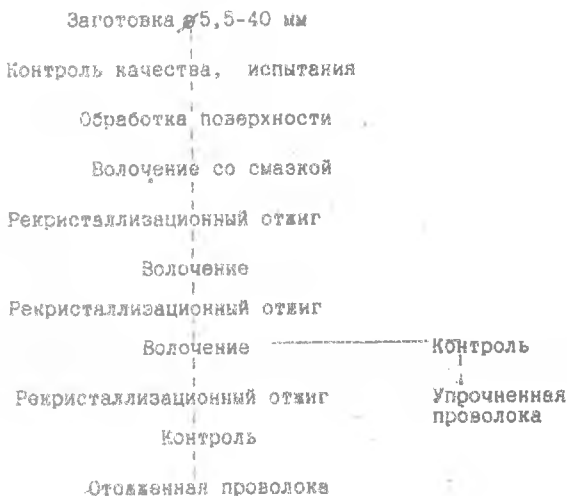 Заготовка ø5,5-40 мм
Контроль качества, испытания
Обработка поверхности
Волочение со смазкой
Рекристаллизационный отжиг
Волочение
Рекристаллизационный отжиг
Волочение
Контроль
Рекристаллизационный отжиг
Упрочненная
проволока
Контроль
Отожженная проволока